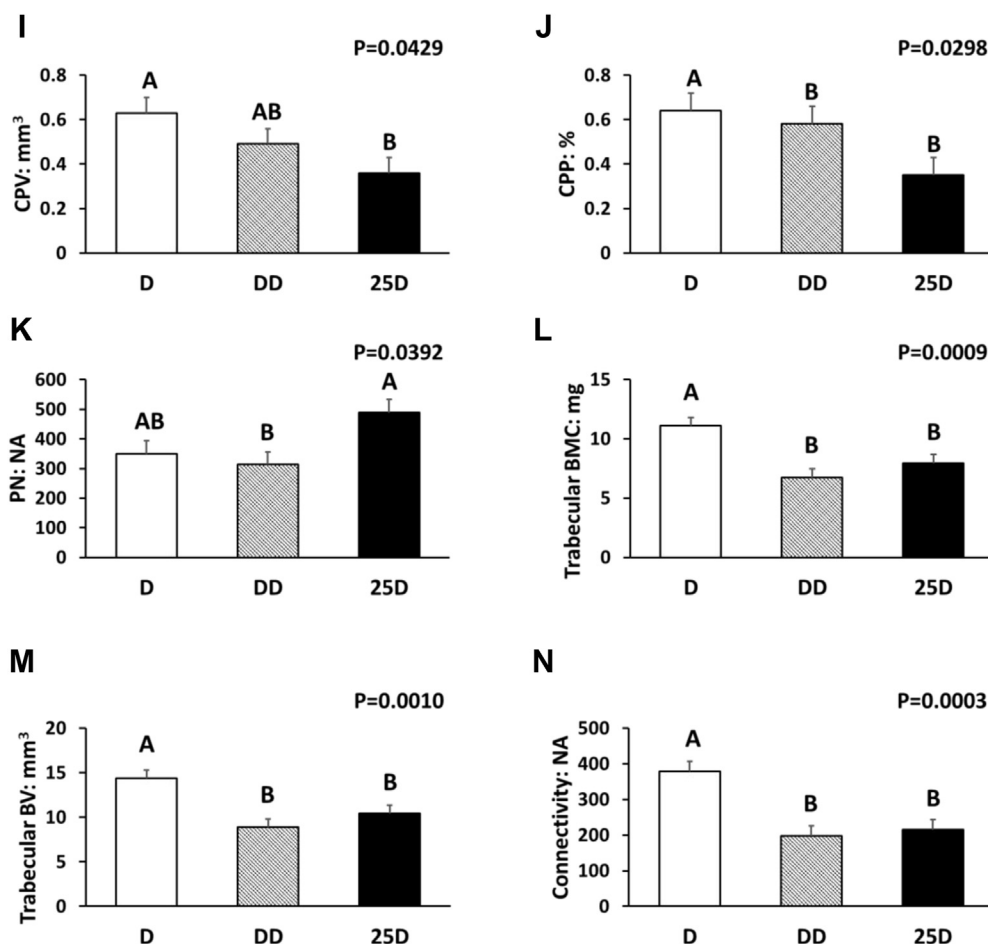 I
P=0.0429
CPV: mm³
0.8
0.6
0.4
0.2
0
A
AB
B
D DD 25D
J
P=0.0298
CPP: %
0.8
0.6
0.4
0.2
0
A
B
B
D DD 25D
K
P=0.0392
PN: NA
600
500
400
300
200
100
0
AB
B
A
D DD 25D
L
P=0.0009
Trabecular BMC: mg
15
10
5
0
A
B
B
D DD 25D
M
P=0.0010
Trabecular BV: mm³
20
15
10
5
0
A
B
B
D DD 25D
N
P=0.0003
Connectivity: NA
500
400
300
200
100
0
A
B
B
D DD 25D